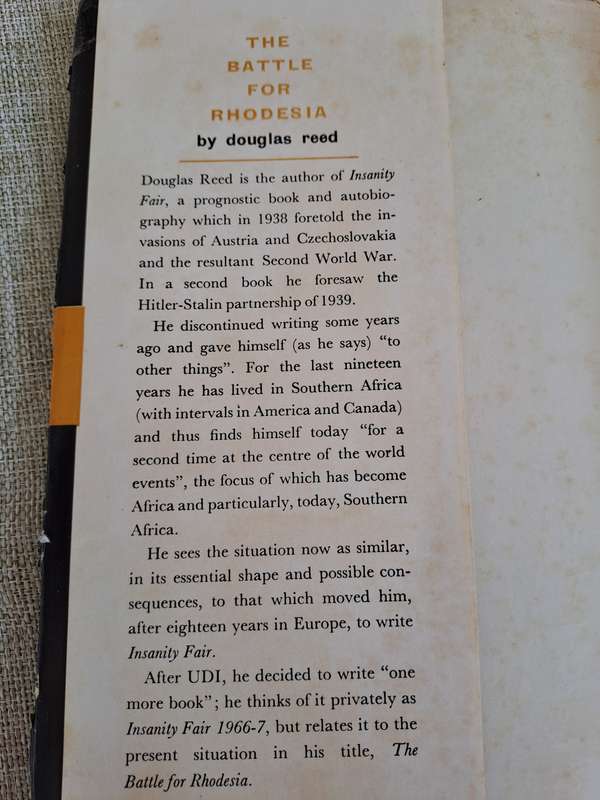 THE
BATTLE
FOR
RHODESIA
by douglas reed
Douglas Reed is the author of Insanity
Fair, a prognostic book and autobio-
graphy which in 1938 foretold the in-
vasions of Austria and Czechoslovakia
and the resultant Second World War.
In a second book he foresaw the
Hitler-Stalin partnership of 1939.
He discontinued writing some years
ago and gave himself (as he says) “to
other things”. For the last nineteen
years he has lived in Southern Africa
(with intervals in America and Canada)
and thus finds himself today “for a
second time at the centre of the world
events”, the focus of which has become
Africa and particularly, today, Southern
Africa.
He sees the situation now as similar,
in its essential shape and possible con-
sequences, to that which moved him,
after eighteen years in Europe, to write
Insanity Fair.
After UDI, he decided to write “one
more book”; he thinks of it privately as
Insanity Fair 1966-7, but relates it to the
present situation in his title, The
Battle for Rhodesia.